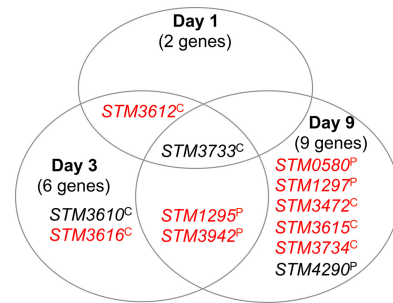 Day 1
(2 genes)
STM3612C
STM3733C
Day 3
(6 genes)
STM3610C
STM3616C
STM1295P
STM3942P
Day 9
(9 genes)
STM0580P
STM1297P
STM3472C
STM3615C
STM3734C
STM4290P